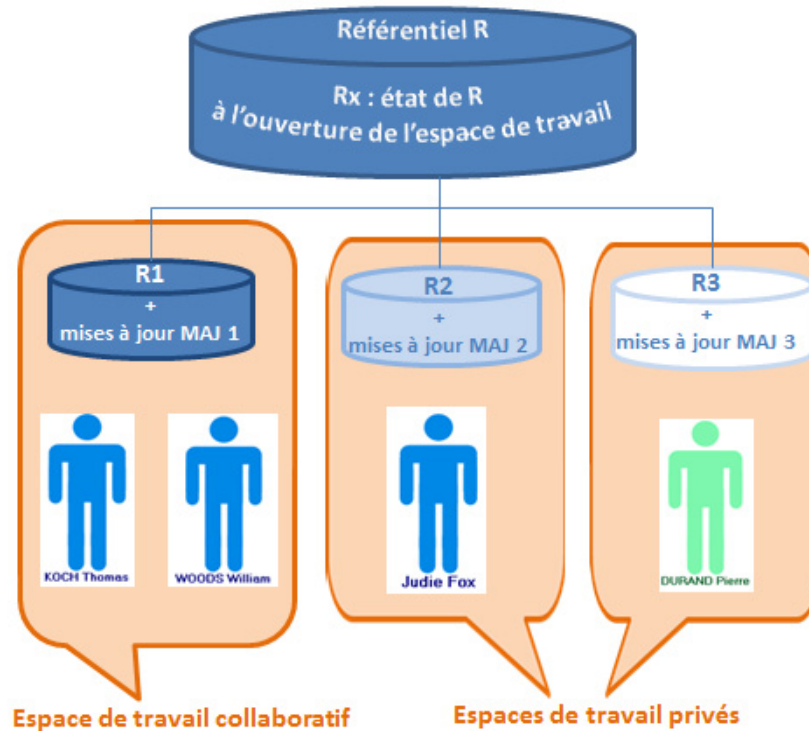 Référentiel R
Rx : état de R
à l'ouverture de l'espace de travail
R1
+
mises à jour MAJ 1
R2
+
mises à jour MAJ 2
R3
+
mises à jour MAJ 3
KOCH Thomas
WOODS William
Judie Fox
DURAND Pierre
Espace de travail collaboratif
Espaces de travail privés